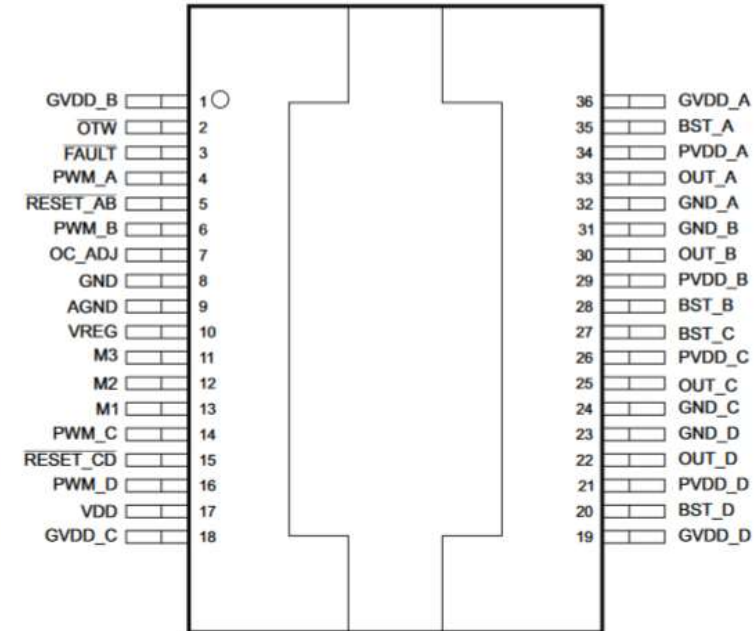 GVDD_B 1 36 GVDD_A
OTW 2 35 BST_A
FAULT 3 34 PVDD_A
PWM_A 4 33 OUT_A
RESET_AB 5 32 GND_A
PWM_B 6 31 GND_B
OC_ADJ 7 30 OUT_B
GND 8 29 PVDD_B
AGND 9 28 BST_B
VREG 10 27 BST_C
M3 11 26 PVDD_C
M2 12 25 OUT_C
M1 13 24 GND_C
PWM_C 14 23 GND_D
RESET_CD 15 22 OUT_D
PWM_D 16 21 PVDD_D
VDD 17 20 BST_D
GVDD_C 18 19 GVDD_D